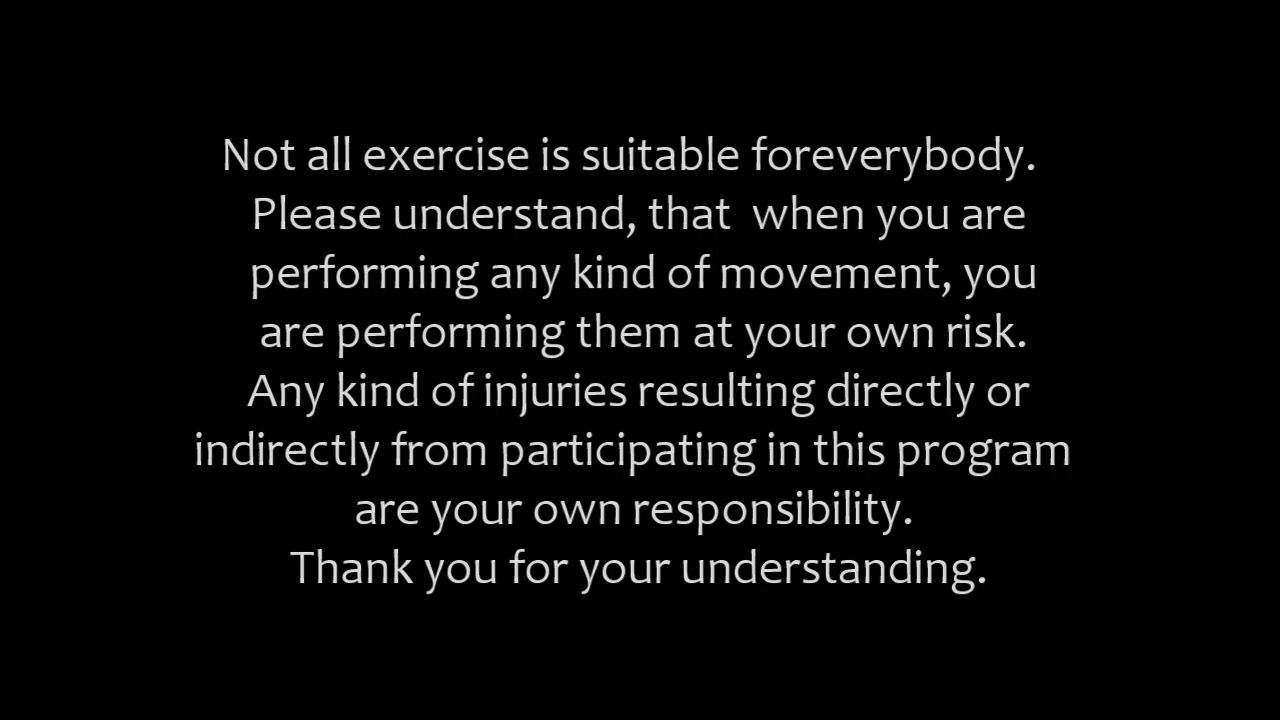 Not all exercise is suitable foreverybody.
Please understand, that  when you are
performing any kind of movement, you
are performing them at your own risk.
Any kind of injuries resulting directly or
indirectly from participating in this program
are your own responsibility.
Thank you for your understanding.